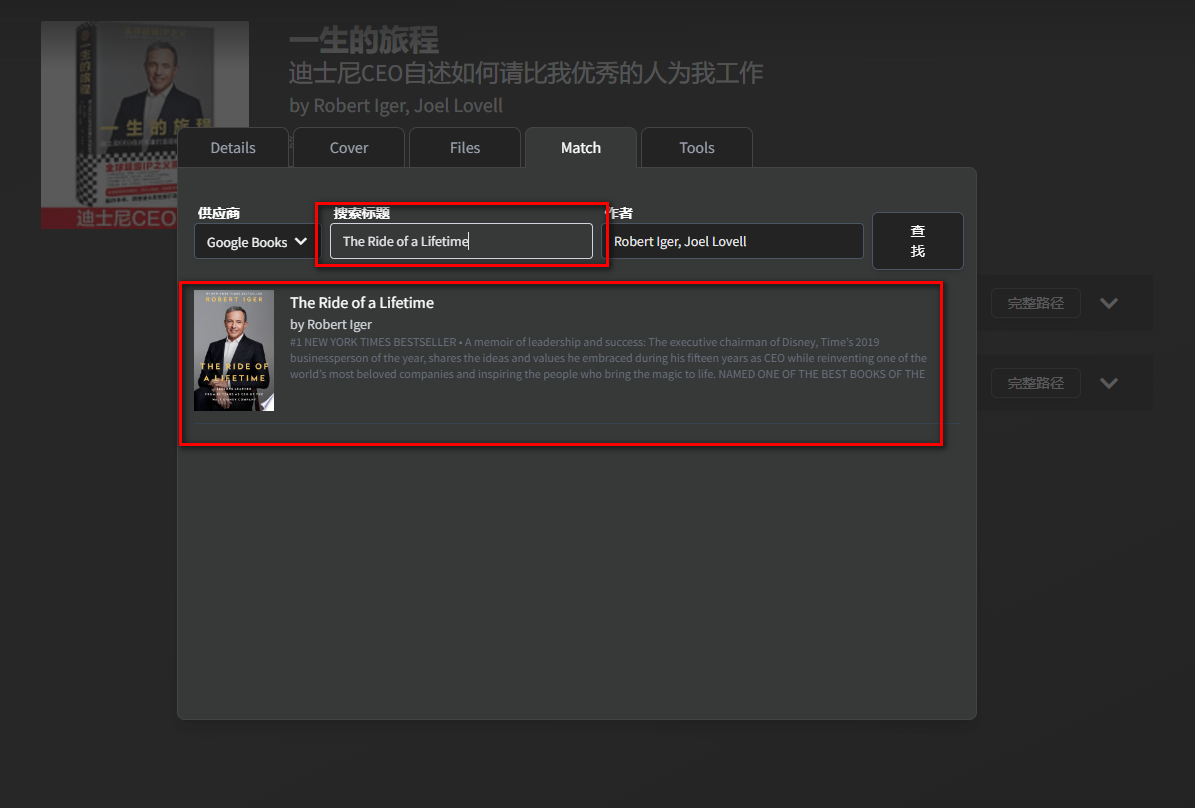 一生的旅程
迪士尼CEO自述如何请比我优秀的人为我工作
by Robert Iger, Joel Lovell
一生的旅程
一生的旅程
全球最强IP之父
迪士尼CEO
Details
Cover
Files
Match
Tools
供应商
搜索标题
作者
Google Books
The Ride of a Lifetime
Robert Iger, Joel Lovell
查
找
ROBERT IGER
THE RIDE OF
A LIFETIME
The Ride of a Lifetime
by Robert Iger
#1 NEW YORK TIMES BESTSELLER • A memoir of leadership and success: The executive chairman of Disney, Time’s 2019
businessperson of the year, shares the ideas and values he embraced during his fifteen years as CEO while reinventing one of the
world’s most beloved companies and inspiring the people who bring the magic to life. NAMED ONE OF THE BEST BOOKS OF THE
完整路径
完整路径